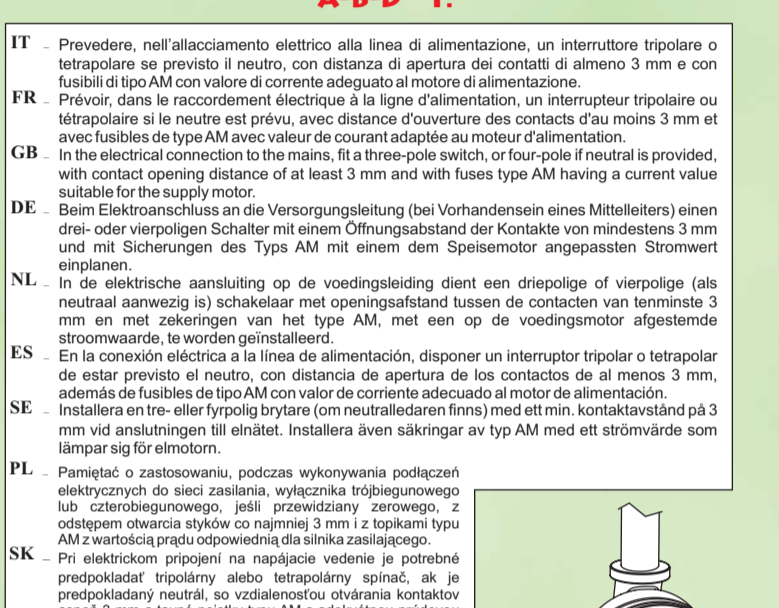 IT – Prevedere, nell'allacciamento elettrico alla linea di alimentazione, un interruttore tripolare o
tetrapolare se previsto il neutro, con distanza di apertura dei contatti di almeno 3 mm e con
fusibili di tipo AM con valore di corrente adeguato al motore di alimentazione.
FR – Prévoir, dans le raccordement électrique à la ligne d'alimentation, un interrupteur tripolaire ou
tétrapolaire si le neutre est prévu, avec distance d'ouverture des contacts d'au moins 3 mm et
avec fusibles de type AM avec valeur de courant adaptée au moteur d'alimentation.
GB – In the electrical connection to the mains, fit a three-pole switch, or four-pole if neutral is provided,
with contact opening distance of at least 3 mm and with fuses type AM having a current value
suitable for the supply motor.
DE – Beim Elektroanschluss an die Versorgungsleitung (bei Vorhandensein eines Mittelleiters) einen
drei- oder vierpoligen Schalter mit einem Öffnungsabstand der Kontakte von mindestens 3 mm
und mit Sicherungen des Typs AM mit einem dem Speisemotor angepassten Stromwert
einplanen.
NL – In de elektrische aansluiting op de voedingsleiding dient een driepolige of vierpolige (als
neutraal aanwezig is) schakelaar met openingsafstand tussen de contacten van tenminste 3
mm en met zekeringen van het type AM, met een op de voedingsmotor afgestemde
stroomwaarde, te worden geïnstalleerd.
ES – En la conexión eléctrica a la línea de alimentación, disponer un interruptor tripolar o tetrapolar
de estar previsto el neutro, con distancia de apertura de los contactos de al menos 3 mm,
además de fusibles de tipo AM con valor de corriente adecuado al motor de alimentación.
SE – Installera en tre- eller fyrpolig brytare (om neutralledaren finns) med ett min. kontaktavstånd på 3
mm vid anslutningen till elnätet. Installera även säkringar av typ AM med ett strömvärde som
lämpar sig för elmotorn.
PL – Pamiętać o zastosowaniu, podczas wykonywania podłączeń
elektrycznych do sieci zasilania, wyłącznika trójbiegunowego
lub czterobiegunowego, jeśli przewidziany zerowego, z
odstępem otwarcia styków co najmniej 3 mm i z topikami typu
AM z wartością prądu odpowiednią dla silnika zasilającego.
SK – Pri elektrickom pripojení na napájacie vedenie je potrebné
predpokladať tripolárny alebo tetrapolárny spínač, ak je
predpokladaný neutrál, so vzdialenosťou otvárania kontaktov